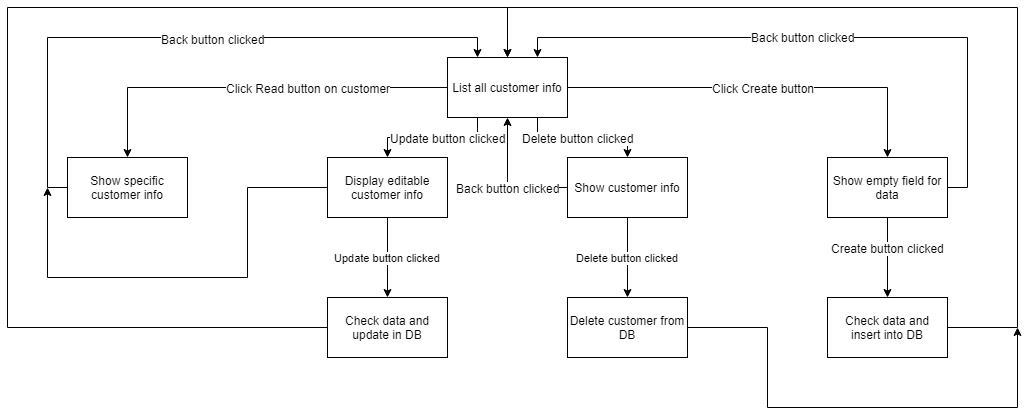 Back button clicked
Back button clicked
List all customer info
Click Read button on customer
Click Create button
Update button clicked
Delete button clicked
Show specific
customer info
Display editable
customer info
Back button clicked
Show customer info
Show empty field for
data
Update button clicked
Delete button clicked
Create button clicked
Check data and
update in DB
Delete customer from
DB
Check data and
insert into DB